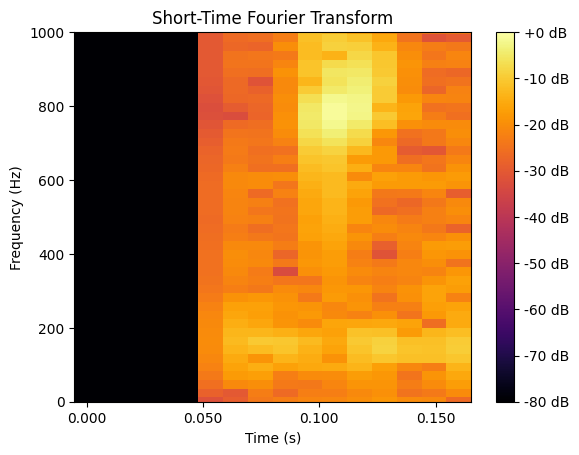 Short-Time Fourier Transform
1000
800
600
400
200
0
Frequency (Hz)
0.000
0.050
0.100
0.150
Time (s)
+0 dB
-10 dB
-20 dB
-30 dB
-40 dB
-50 dB
-60 dB
-70 dB
-80 dB